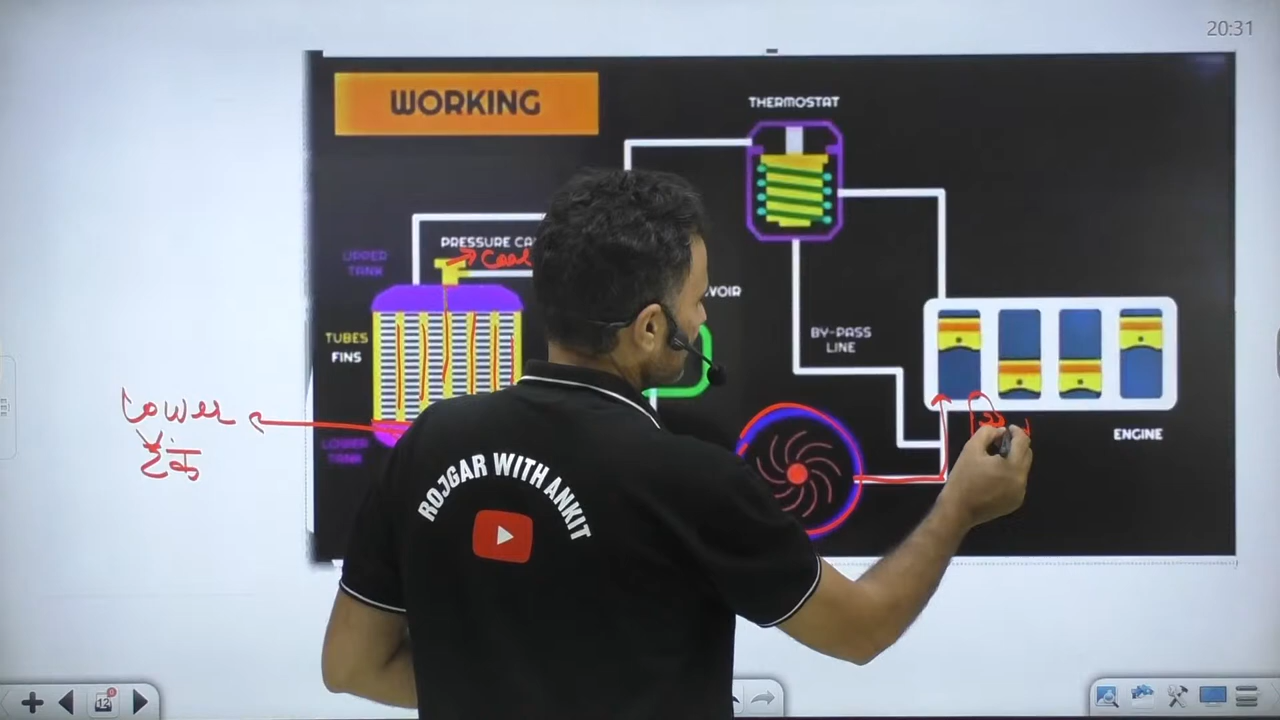 20:31
WORKING
THERMOSTAT
PRESSURE CA
UPPER
TANK
VOIR
TUBES
FINS
BY-PASS
LINE
Lower
टैंक
LOWER
TANK
ENGINE
ROJGAR WITH ANKIT
12